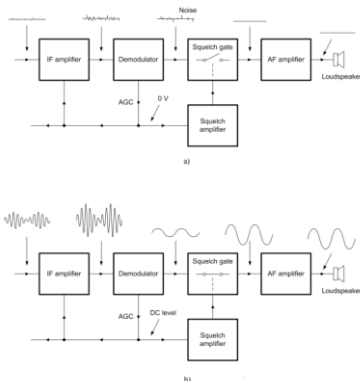 Noise
IF amplifier
Demodulator
Squelch gate
AF amplifier
Loudspeaker
AGC
0 V
Squelch
amplifier
a)
Squelch gate
IF amplifier
Demodulator
AF amplifier
Loudspeaker
AGC
DC level
Squelch
amplifier
b)